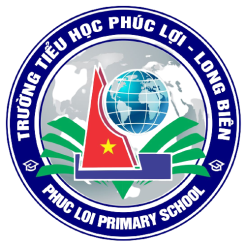 TRƯỜNG TIỂU HỌC PHÚC LỢI - LONG BIÊN
PHUC LOI PRIMARY SCHOOL